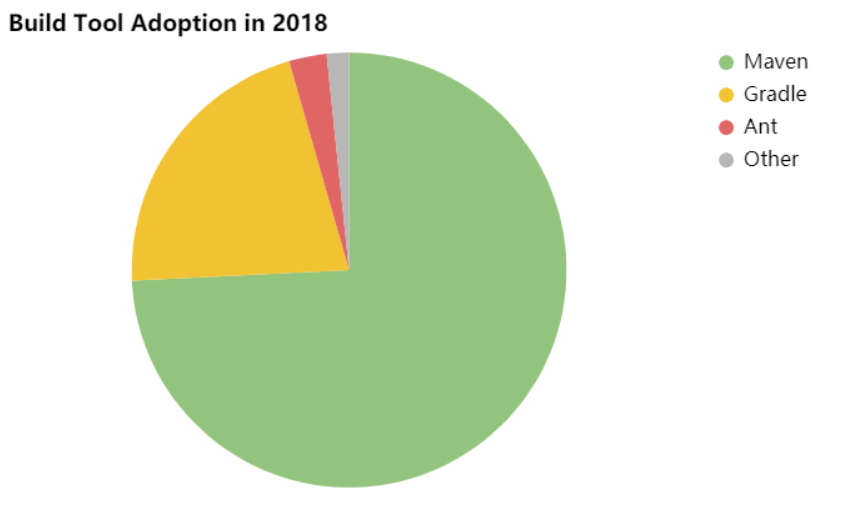 Build Tool Adoption in 2018
Maven
Gradle
Ant
Other